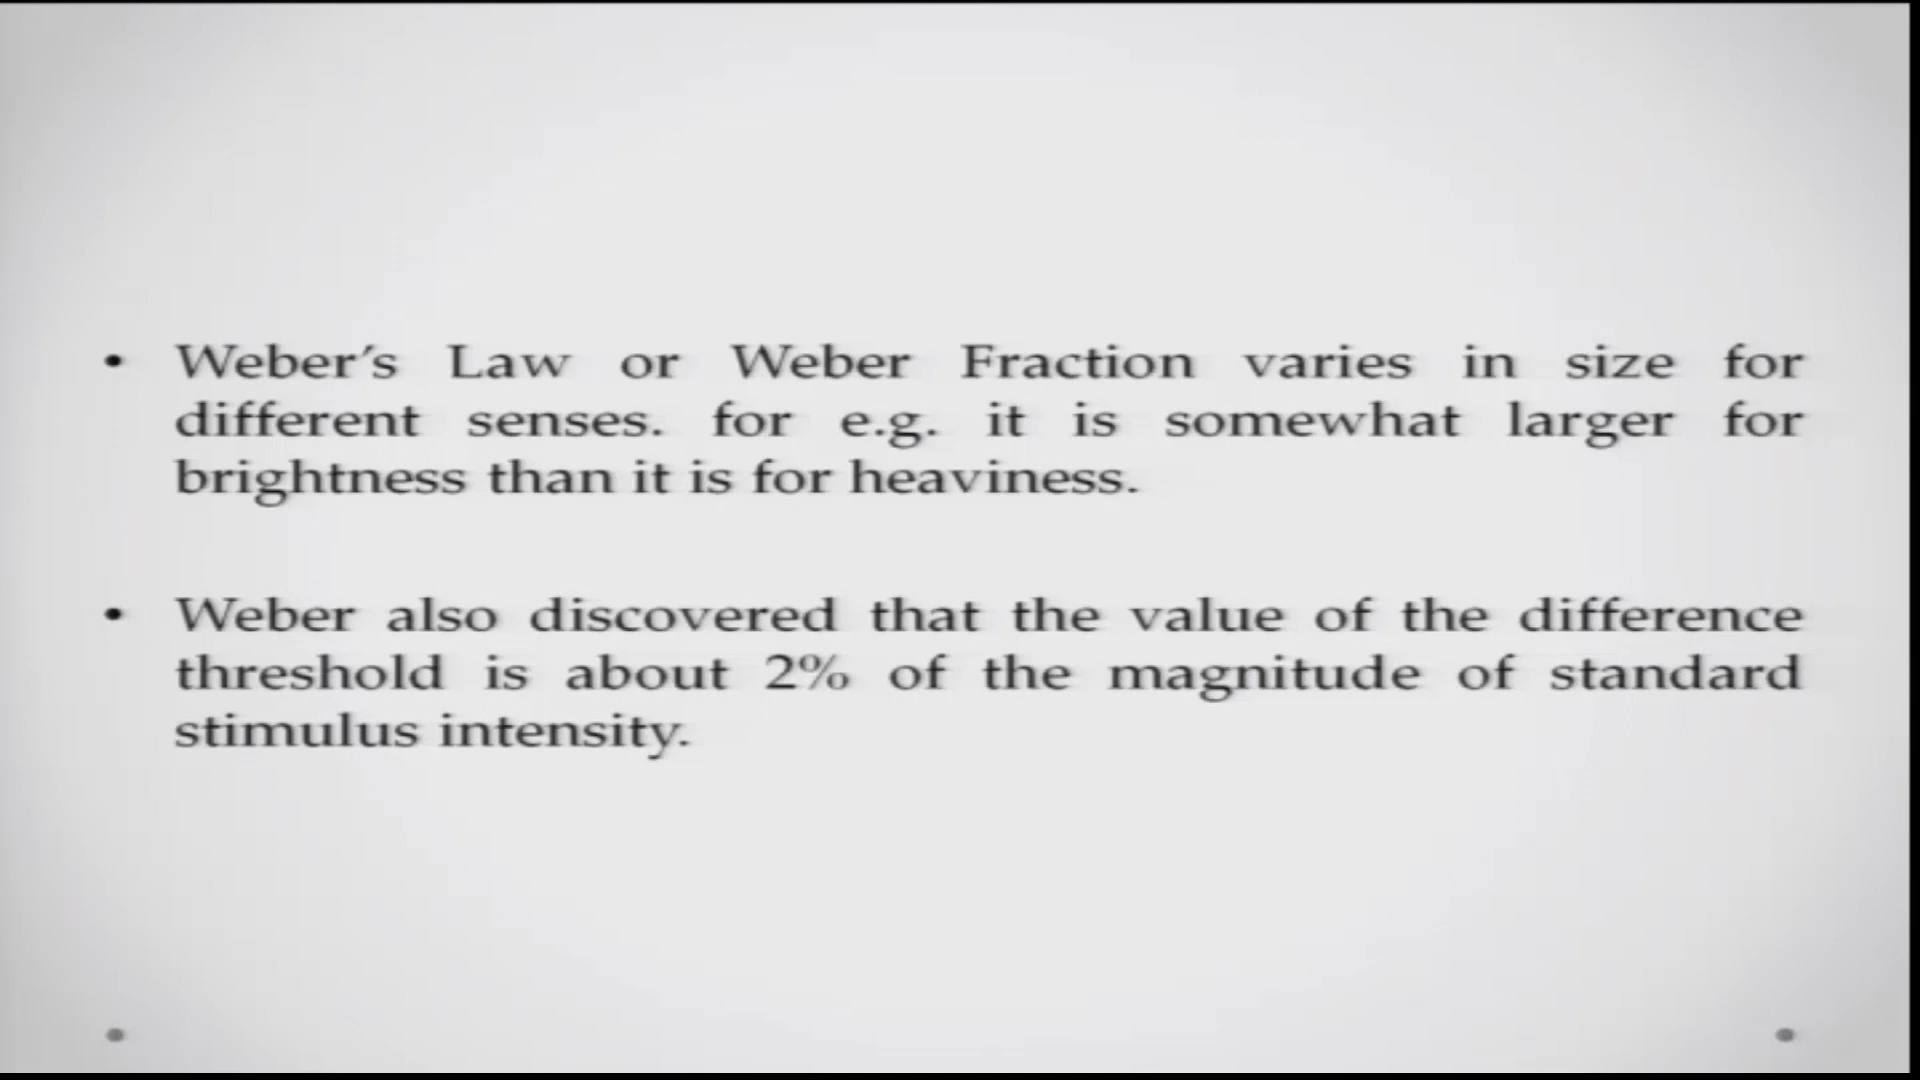 • Weber's Law or Weber Fraction varies in size for
different senses. for e.g. it is somewhat larger for
brightness than it is for heaviness.
• Weber also discovered that the value of the difference
threshold is about 2% of the magnitude of standard
stimulus intensity.